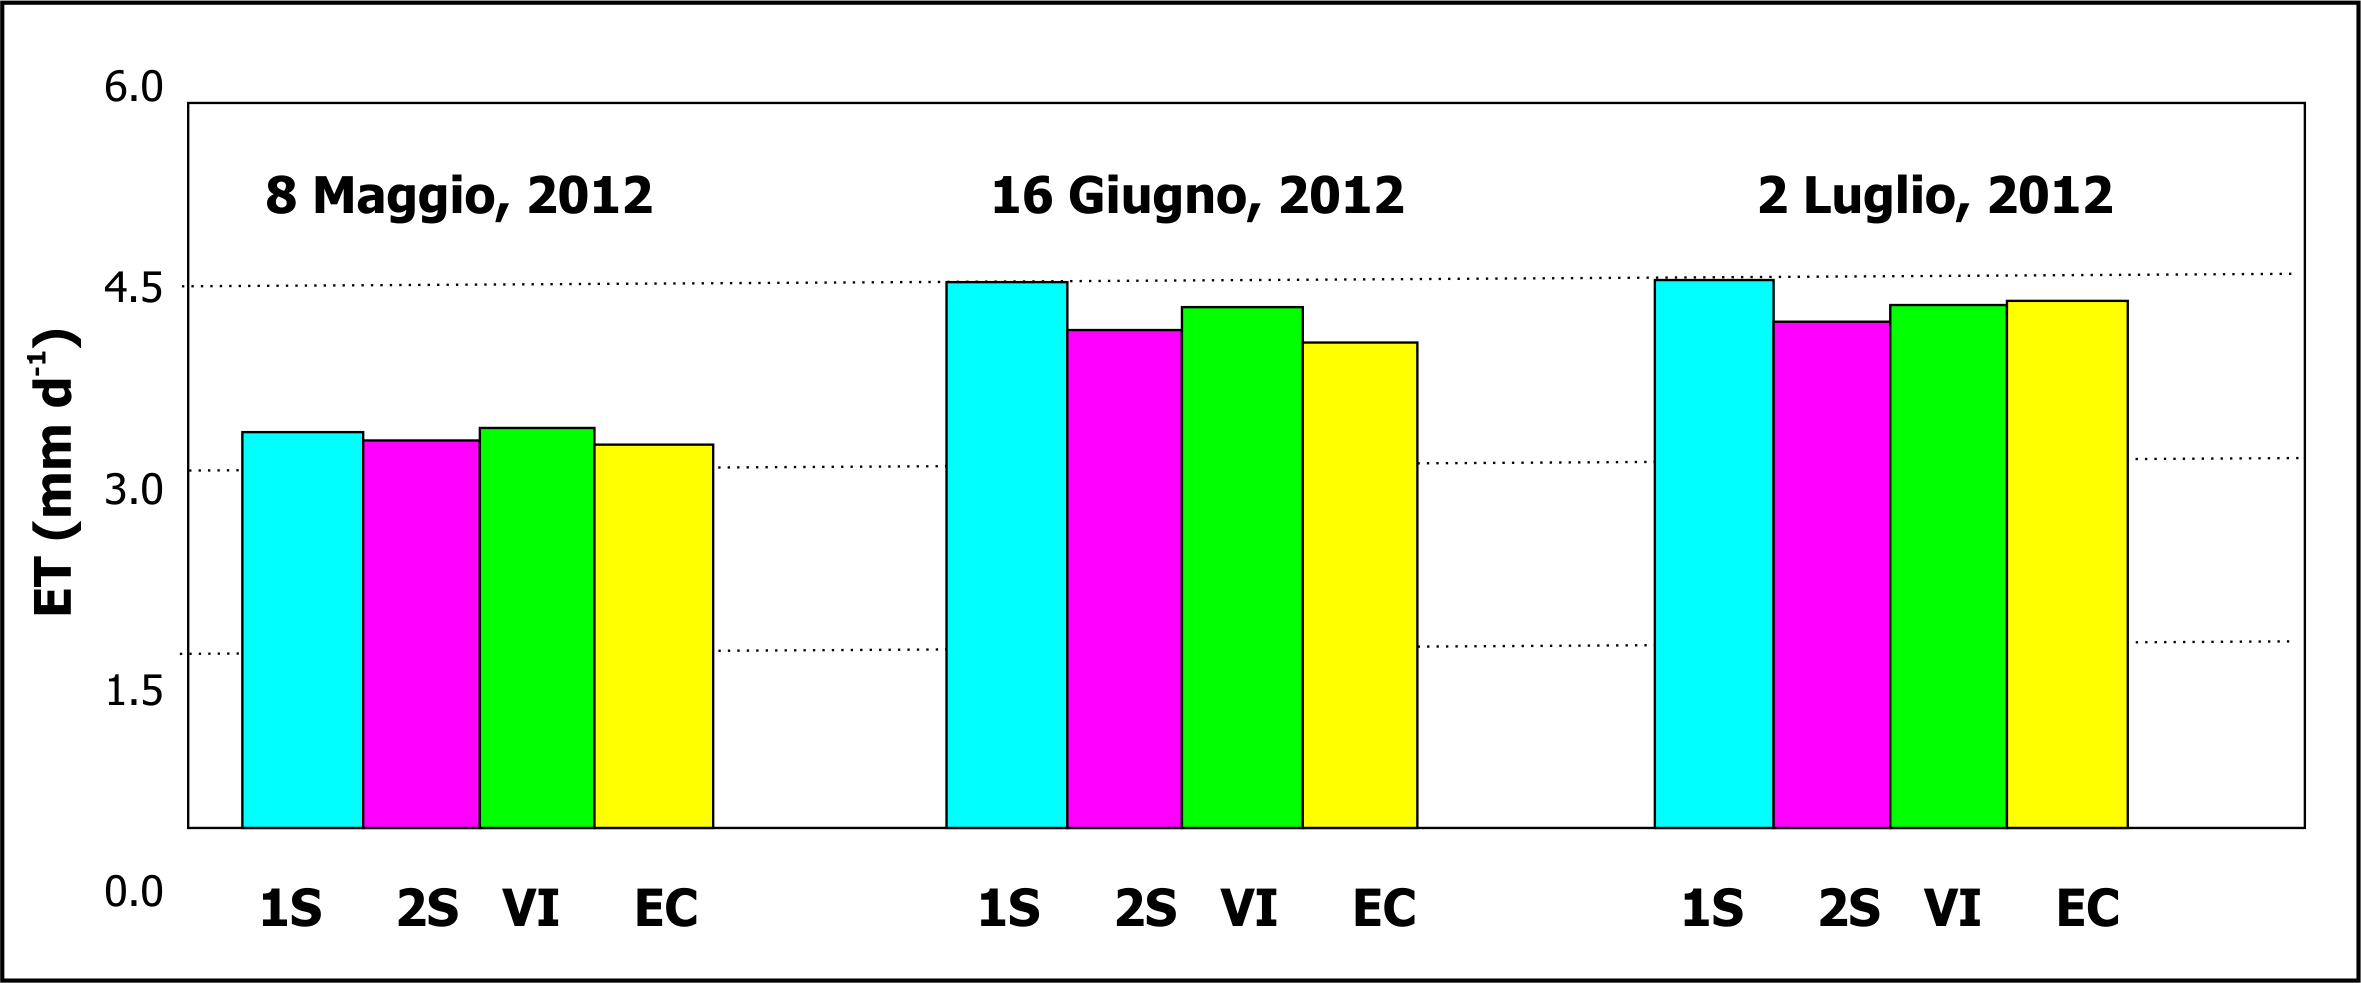 6.0
8 Maggio, 2012 16 Giugno, 2012 2 Luglio, 2012
4.5
ET (mm d-1)
3.0
1.5
0.0
1S 2S VI EC 1S 2S VI EC 1S 2S VI EC